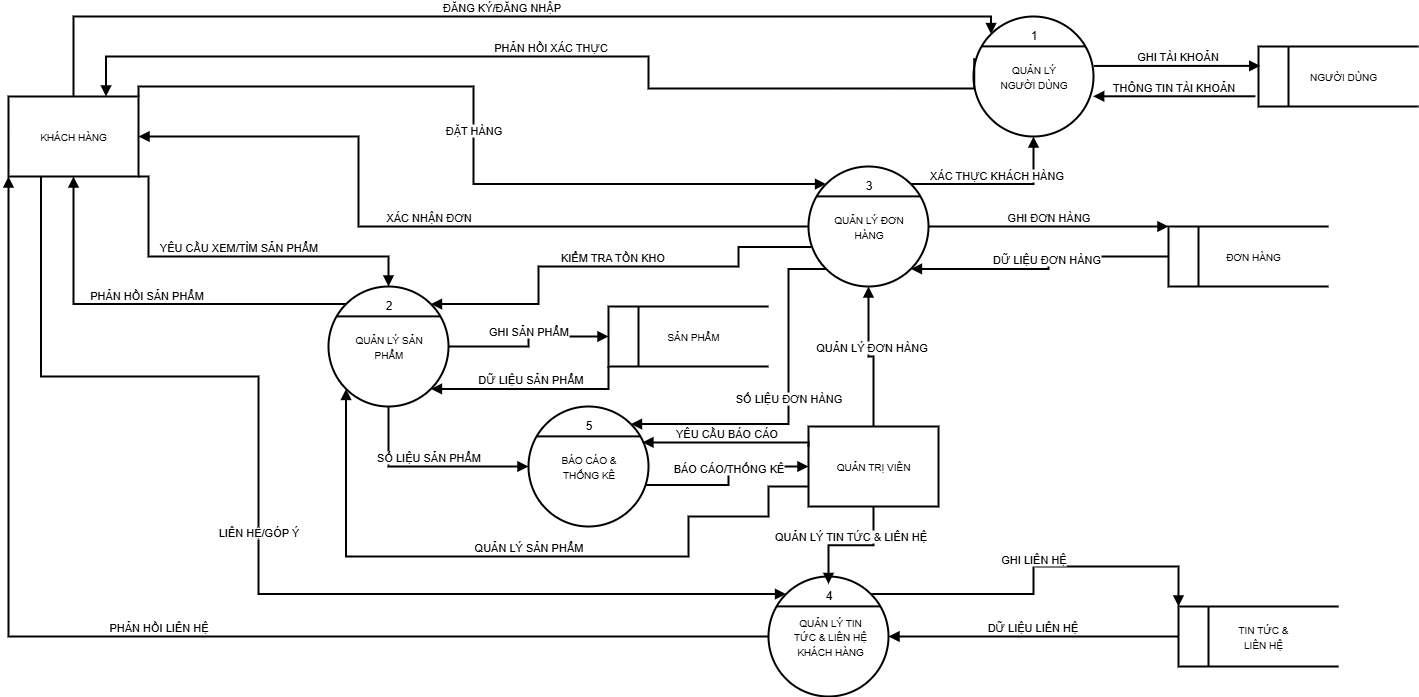 ĐĂNG KÝ/ĐĂNG NHẬP
1
PHẢN HỒI XÁC THỰC
GHI TÀI KHOẢN
QUẢN LÝ
NGƯỜI DÙNG
NGƯỜI DÙNG
THÔNG TIN TÀI KHOẢN
KHÁCH HÀNG
ĐẶT HÀNG
XÁC THỰC KHÁCH HÀNG
3
XÁC NHẬN ĐƠN
QUẢN LÝ ĐƠN
HÀNG
GHI ĐƠN HÀNG
YÊU CẦU XEM/TÌM SẢN PHẨM
KIỂM TRA TỒN KHO
DỮ LIỆU ĐƠN HÀNG
ĐƠN HÀNG
PHẢN HỒI SẢN PHẨM
2
QUẢN LÝ SẢN
PHẨM
GHI SẢN PHẨM
SẢN PHẨM
QUẢN LÝ ĐƠN HÀNG
DỮ LIỆU SẢN PHẨM
SỐ LIỆU ĐƠN HÀNG
5
YÊU CẦU BÁO CÁO
SỐ LIỆU SẢN PHẨM
BÁO CÁO &
THỐNG KÊ
BÁO CÁO/THỐNG KÊ
QUẢN TRỊ VIÊN
LIÊN HỆ/GÓP Ý
QUẢN LÝ SẢN PHẨM
QUẢN LÝ TIN TỨC & LIÊN HỆ
GHI LIÊN HỆ
4
PHẢN HỒI LIÊN HỆ
QUẢN LÝ TIN
TỨC & LIÊN HỆ
KHÁCH HÀNG
DỮ LIỆU LIÊN HỆ
TIN TỨC &
LIÊN HỆ